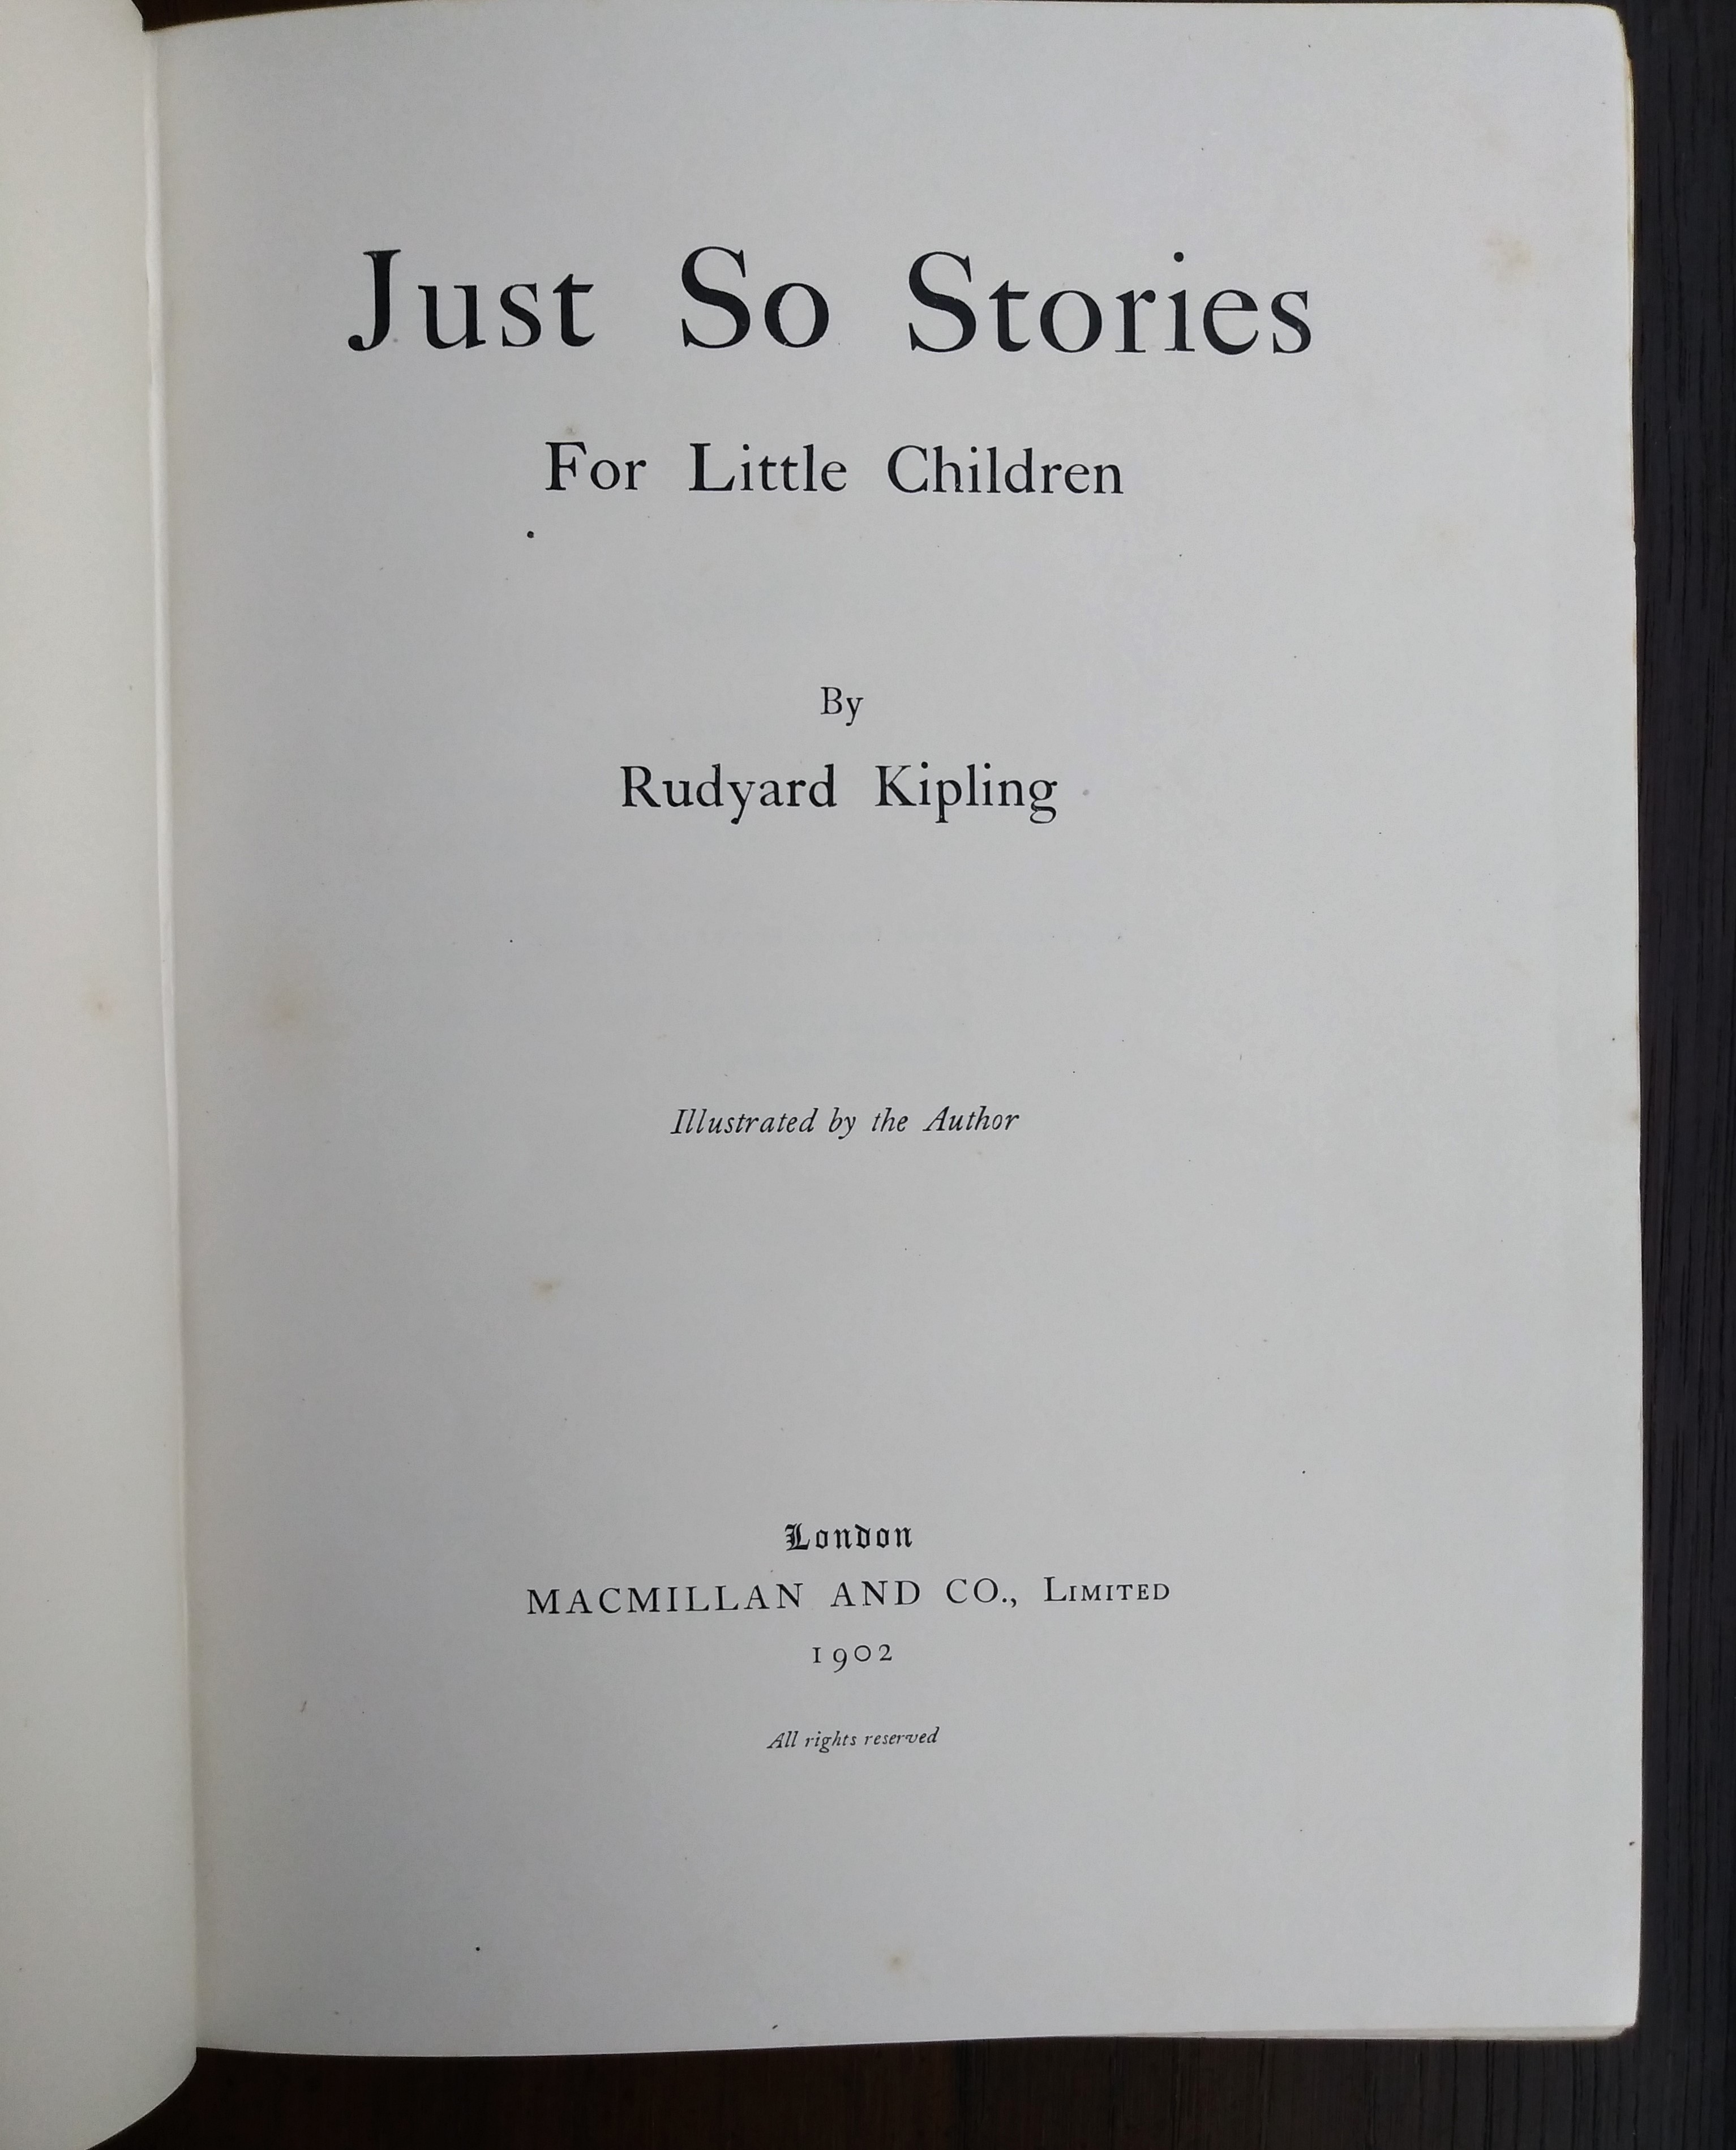 Just So Stories
For Little Children
By
Rudyard Kipling
Illustrated by the Author
London
MACMILLAN AND CO., LIMITED
1902
All rights reserved